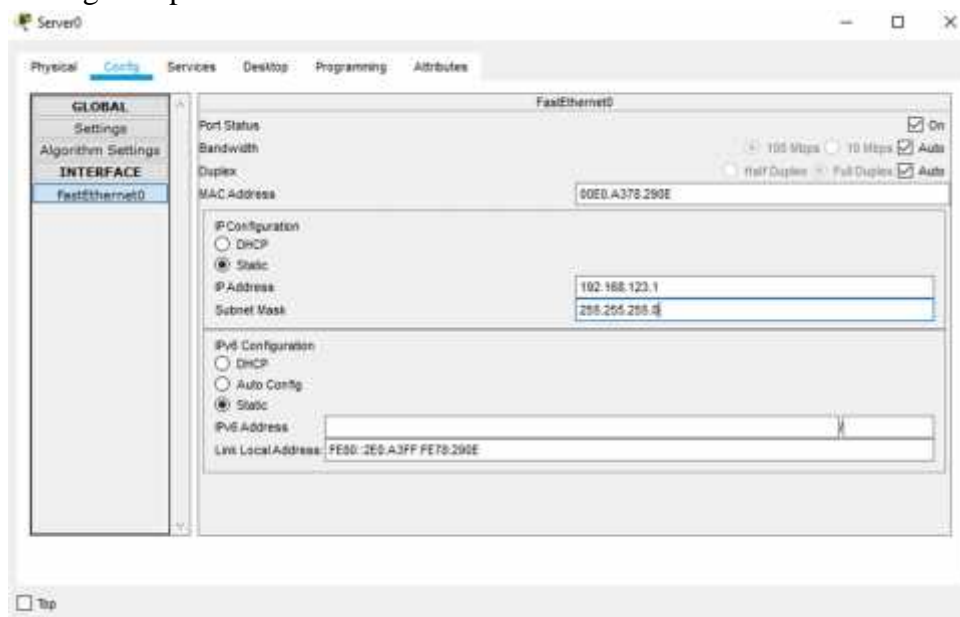 Server0
Physical Config Services Desktop Programming Attributes
GLOBAL
Settings
Algorithm Settings
INTERFACE
FastEthernet0
FastEthernet0
Port Status On
Bandwidth 100 Mbps 10 Mbps Auto
Duplex Half Duplex Full Duplex Auto
MAC Address 00E0.A378.290E
IP Configuration
DHCP
Static
IP Address 192.168.123.1
Subnet Mask 255.255.255.0
IPv6 Configuration
DHCP
Auto Config
Static
IPv6 Address /
Link Local Address: FE80::2E0:A3FF:FE78:290E
Top